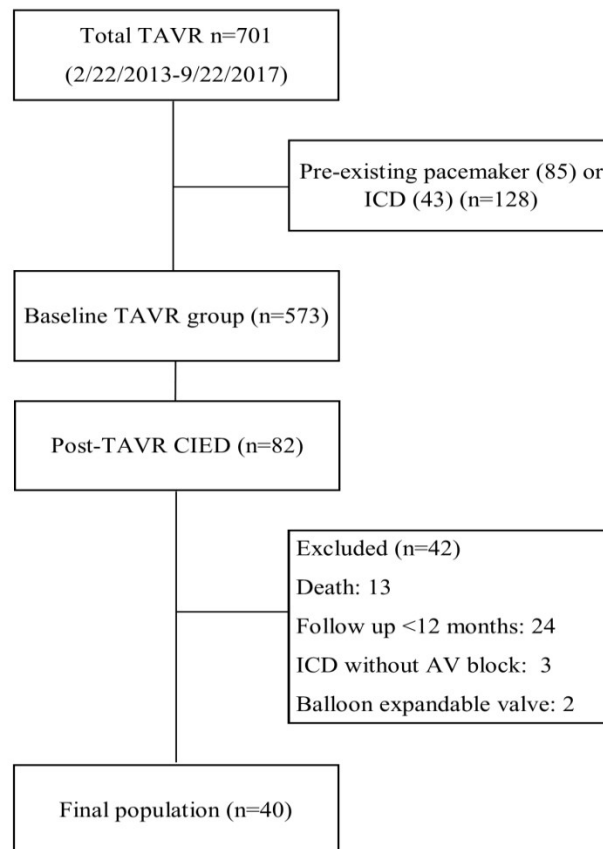 Total TAVR n=701
(2/22/2013-9/22/2017)
Pre-existing pacemaker (85) or
ICD (43) (n=128)
Baseline TAVR group (n=573)
Post-TAVR CIED (n=82)
Excluded (n=42)
Death: 13
Follow up <12 months: 24
ICD without AV block:  3
Balloon expandable valve: 2
Final population (n=40)